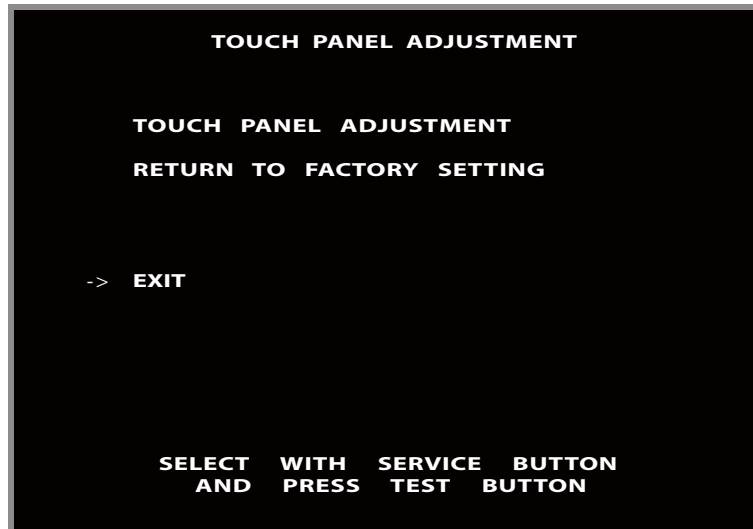 TOUCH PANEL ADJUSTMENT
TOUCH PANEL ADJUSTMENT
RETURN TO FACTORY SETTING
-> EXIT
SELECT WITH SERVICE BUTTON
AND PRESS TEST BUTTON